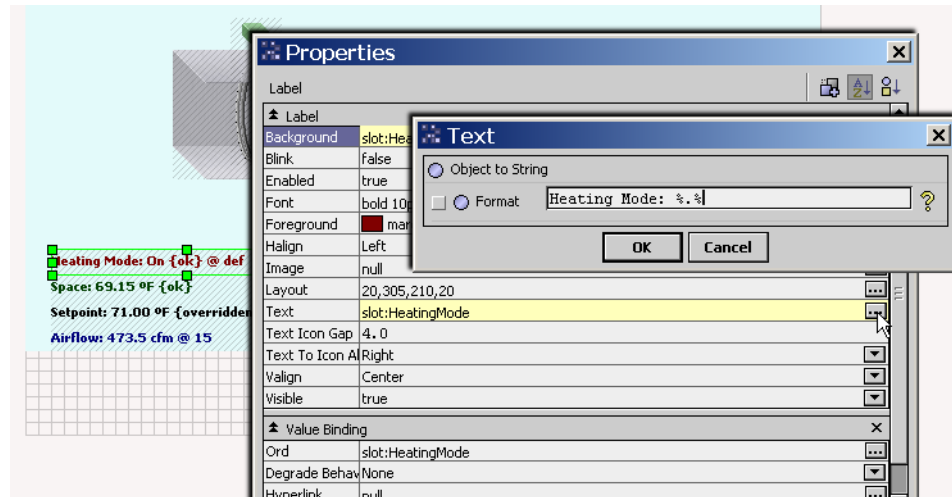 Properties
Label
Label
Background slot:Hea
Blink false
Enabled true
Font bold 10p
Foreground mar
Halign Left
Image null
Layout 20,305,210,20
Text slot:HeatingMode
Text Icon Gap 4.0
Text To Icon Al Right
Valign Center
Visible true
Value Binding
Ord slot:HeatingMode
Degrade Behav None
Hyperlink null
Text
Object to String
Format Heating Mode: %.%
OK Cancel
Heating Mode: On {ok} @ def
Space: 69.15 ºF {ok}
Setpoint: 71.00 ºF {overridden
Airflow: 473.5 cfm @ 15